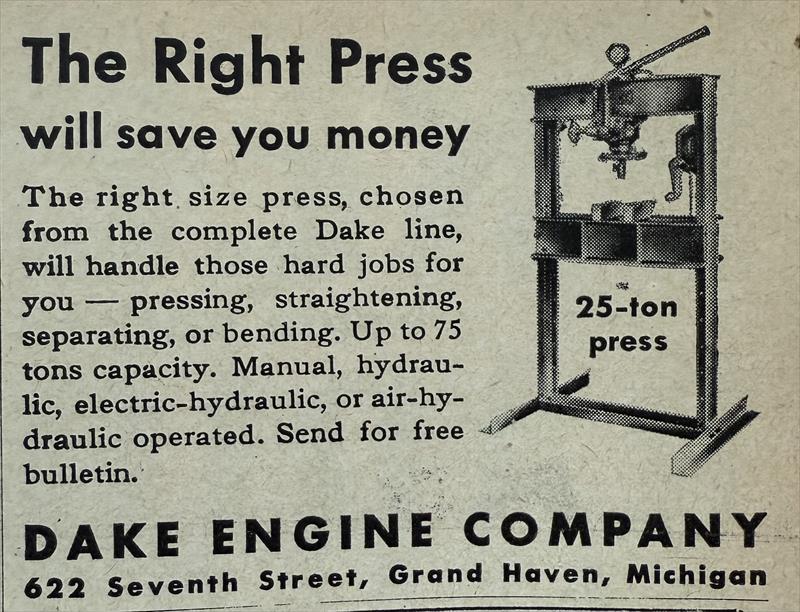 The Right Press
will save you money
The right size press, chosen
from the complete Dake line,
will handle those hard jobs for
you — pressing, straightening,
separating, or bending. Up to 75
tons capacity. Manual, hydrau-
lic, electric-hydraulic, or air-hy-
draulic operated. Send for free
bulletin.
25-ton
press
DAKE ENGINE COMPANY
622 Seventh Street, Grand Haven, Michigan